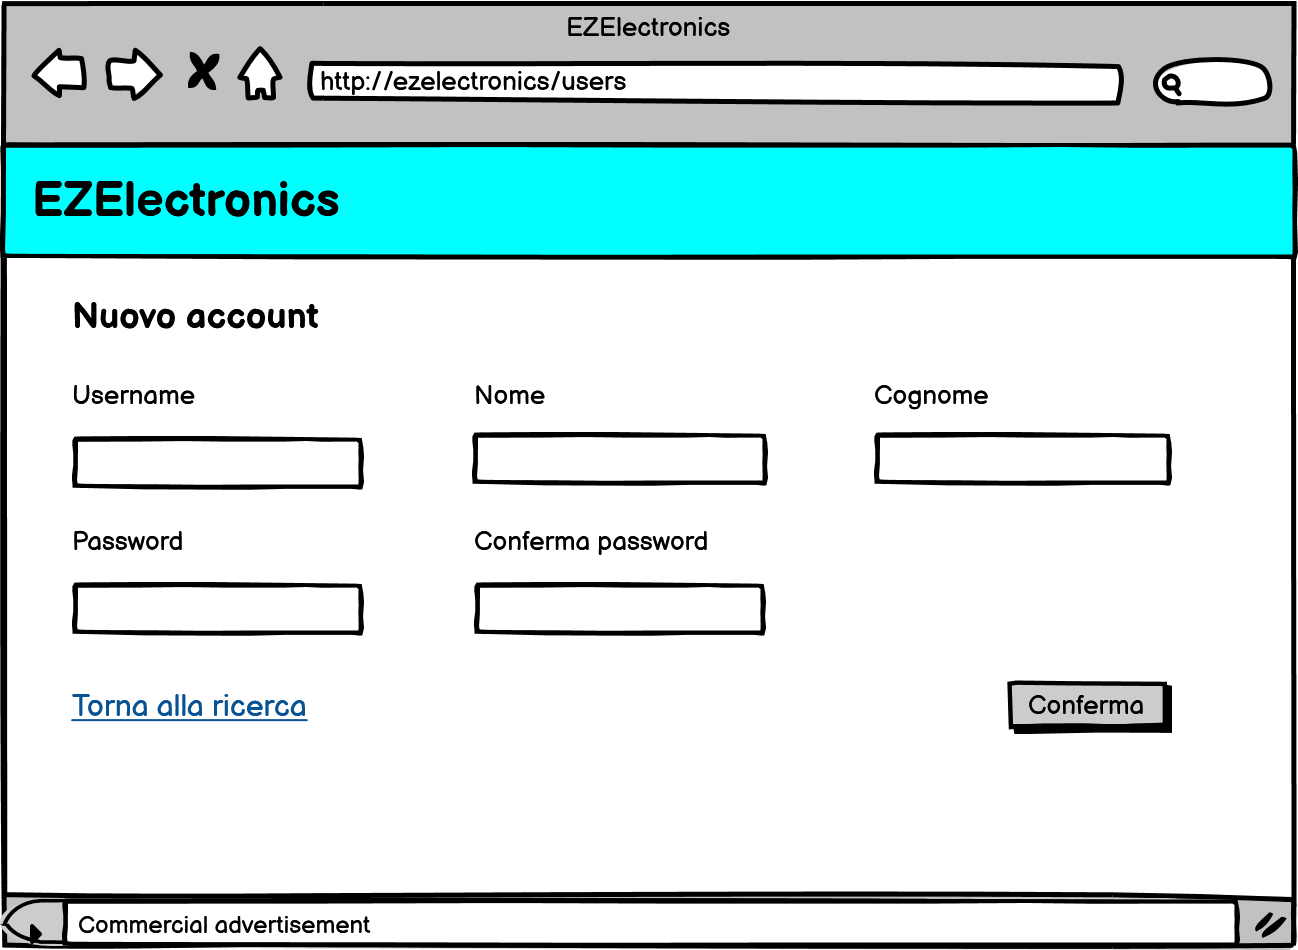 EZElectronics
http://ezelectronics/users
EZElectronics
Nuovo account
Username
Nome
Cognome
Password
Conferma password
Torna alla ricerca
Conferma
Commercial advertisement